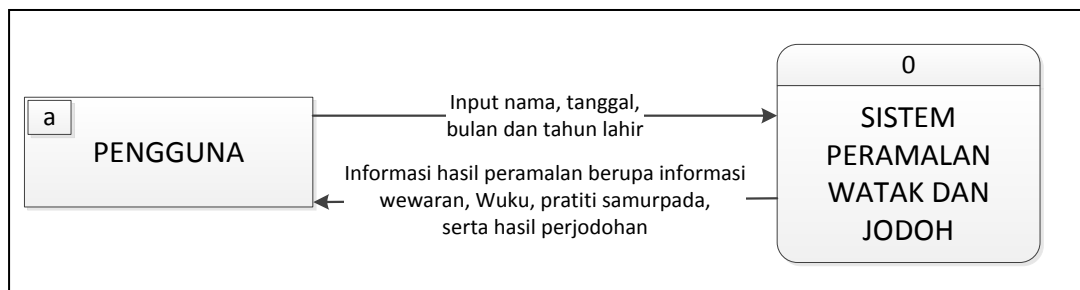 a
PENGGUNA
Input nama, tanggal,
bulan dan tahun lahir
Informasi hasil peramalan berupa informasi
wewaran, Wuku, pratiti samurpada,
serta hasil perjodohan
0
SISTEM
PERAMALAN
WATAK DAN
JODOH